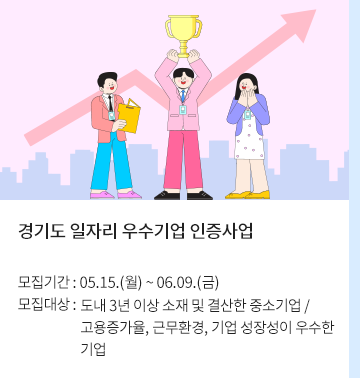 경기도 일자리 우수기업 인증사업
모집기간 : 05.15.(월) ~ 06.09.(금)
모집대상 : 도내 3년 이상 소재 및 결산한 중소기업 /
고용증가율, 근무환경, 기업 성장성이 우수한
기업